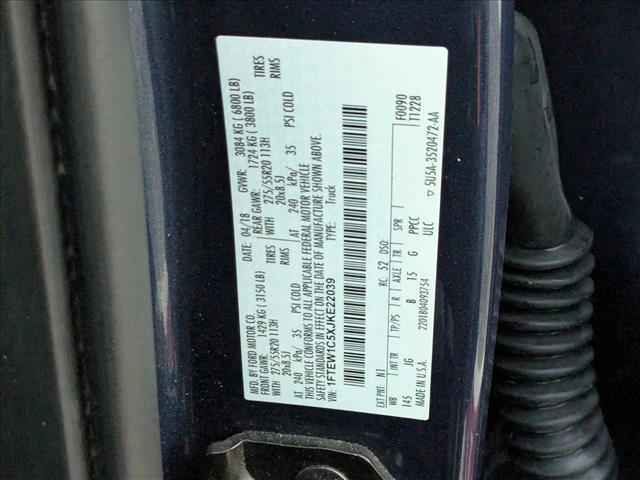 MFD. BY FORD MOTOR CO.
DATE: 04/18 GVWR: 3084 KG ( 6800 LB)
FRONT GAWR: 1429 KG ( 3150 LB) REAR GAWR: 1724 KG ( 3800 LB)
275/55R20 113H TIRES WITH 275/55R20 113H TIRES
20x8.5J RIMS 20x8.5J RIMS
AT 240 kPa/ 35 PSI COLD AT 240 kPa/ 35 PSI COLD
THIS VEHICLE CONFORMS TO ALL APPLICABLE FEDERAL MOTOR VEHICLE
SAFETY STANDARDS IN EFFECT ON THE DATE OF MANUFACTURE SHOWN ABOVE.
VIN: 1FTEW1C5XJKE22039 TYPE: Truck
F0090
T1228
EXT PNT: N1 RC: 52 DSO:
WB INT TR TP/PS R AXLE TR SPR
145 JG B 15 G PPCC
ULC
5U5A-3520472-AA
MADE IN U.S.A. 2201804093754